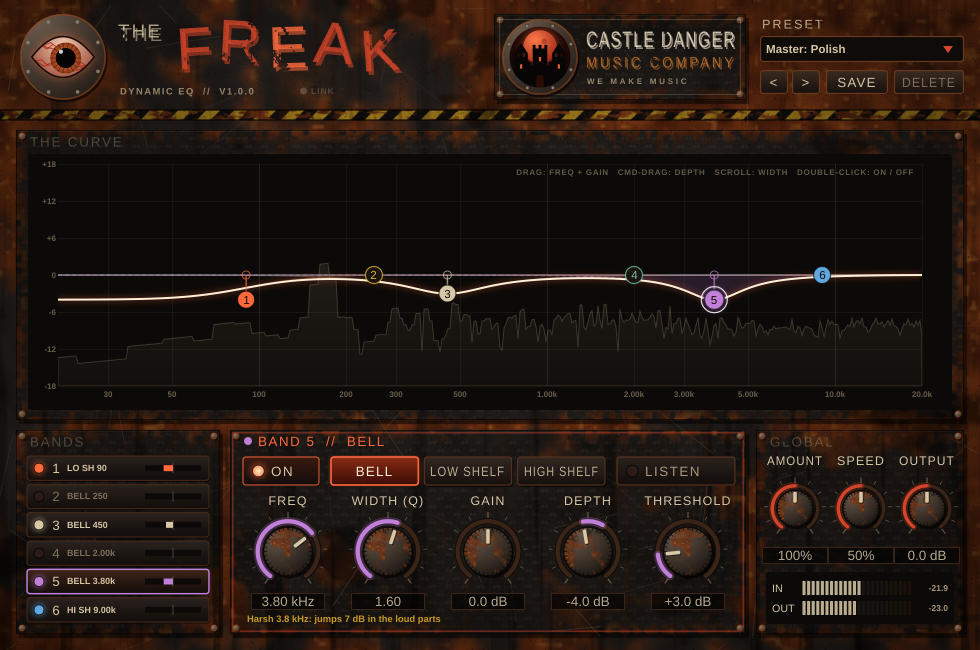 THE FREAK
DYNAMIC EQ // V1.0.0
LINK
CASTLE DANGER
MUSIC COMPANY
WE MAKE MUSIC
PRESET
Master: Polish
< > SAVE DELETE
THE CURVE
DRAG: FREQ + GAIN CMD-DRAG: DEPTH SCROLL: WIDTH DOUBLE-CLICK: ON / OFF
+18
+12
+6
0
-6
-12
-18
1 2 3 4 5 6
30 50 100 200 300 500 1.00k 2.00k 3.00k 5.00k 10.0k 20.0k
BANDS
1 LO SH 90
2 BELL 250
3 BELL 450
4 BELL 2.00k
5 BELL 3.80k
6 HI SH 9.00k
BAND 5 // BELL
ON BELL LOW SHELF HIGH SHELF LISTEN
FREQ WIDTH (Q) GAIN DEPTH THRESHOLD
3.80 kHz 1.60 0.0 dB -4.0 dB +3.0 dB
Harsh 3.8 kHz: jumps 7 dB in the loud parts
GLOBAL
AMOUNT SPEED OUTPUT
100% 50% 0.0 dB
IN -21.9
OUT -23.0